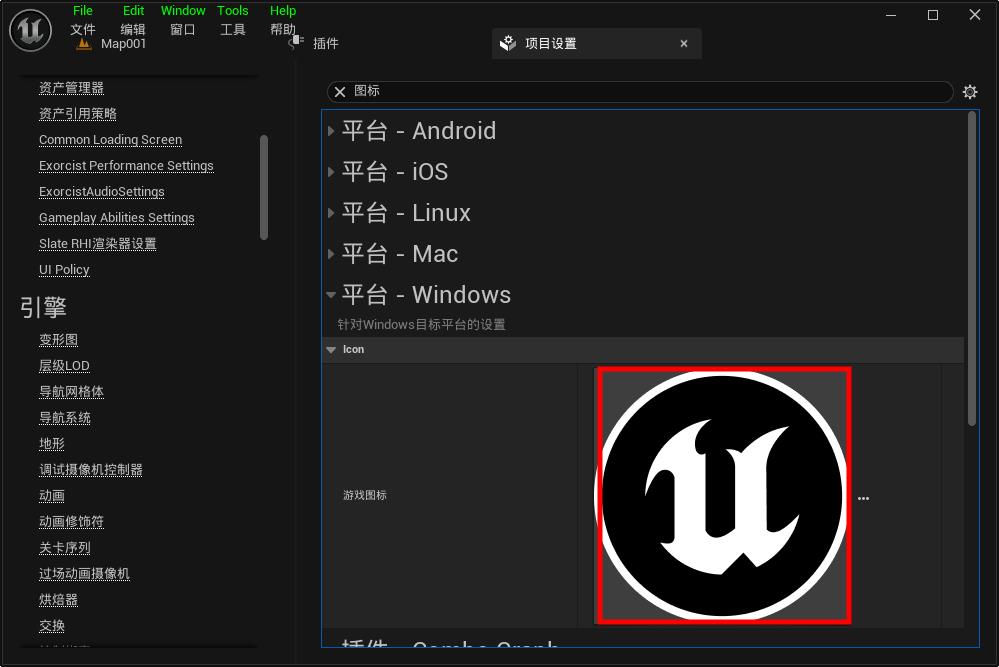 File Edit Window Tools Help
文件 编辑 窗口 工具 帮助
Map001
插件
项目设置
图标
资产管理器
资产引用策略
Common Loading Screen
Exorcist Performance Settings
ExorcistAudioSettings
Gameplay Abilities Settings
Slate RHI渲染器设置
UI Policy
引擎
变形图
层级LOD
导航网格体
导航系统
地形
调试摄像机控制器
动画
动画修饰符
关卡序列
过场动画摄像机
烘焙器
交换
平台 - Android
平台 - iOS
平台 - Linux
平台 - Mac
平台 - Windows
针对Windows目标平台的设置
Icon
游戏图标
插件 - Combo Graph